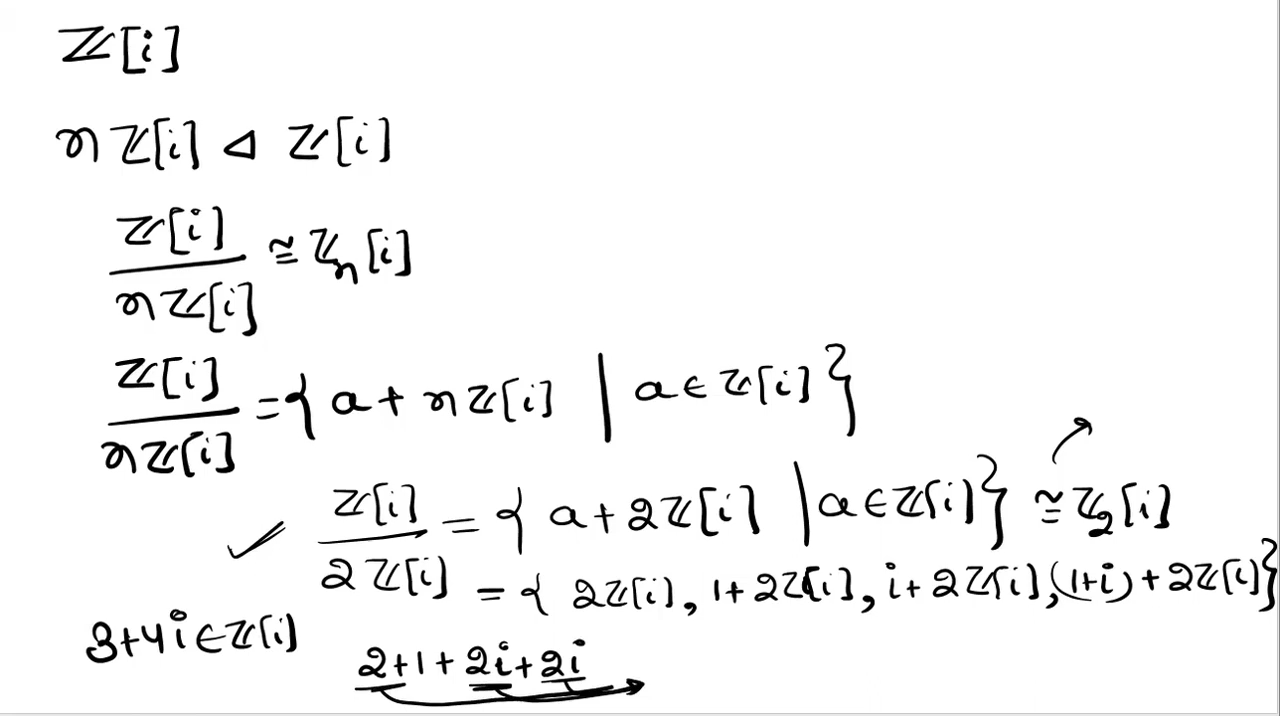 ℤ[i]
nℤ[i] ⊲ ℤ[i]
ℤ[i] / nℤ[i] ≅ ℤₙ[i]
ℤ[i] / nℤ[i] = { a + nℤ[i] | a ∈ ℤ[i] }
✓ ℤ[i] / 2ℤ[i] = { a + 2ℤ[i] | a ∈ ℤ[i] } ≅ ℤ₂[i]
= { 2ℤ[i], 1+2ℤ[i], i+2ℤ[i], (1+i)+2ℤ[i] }
3+4i ∈ ℤ[i]
2+1+2i+2i